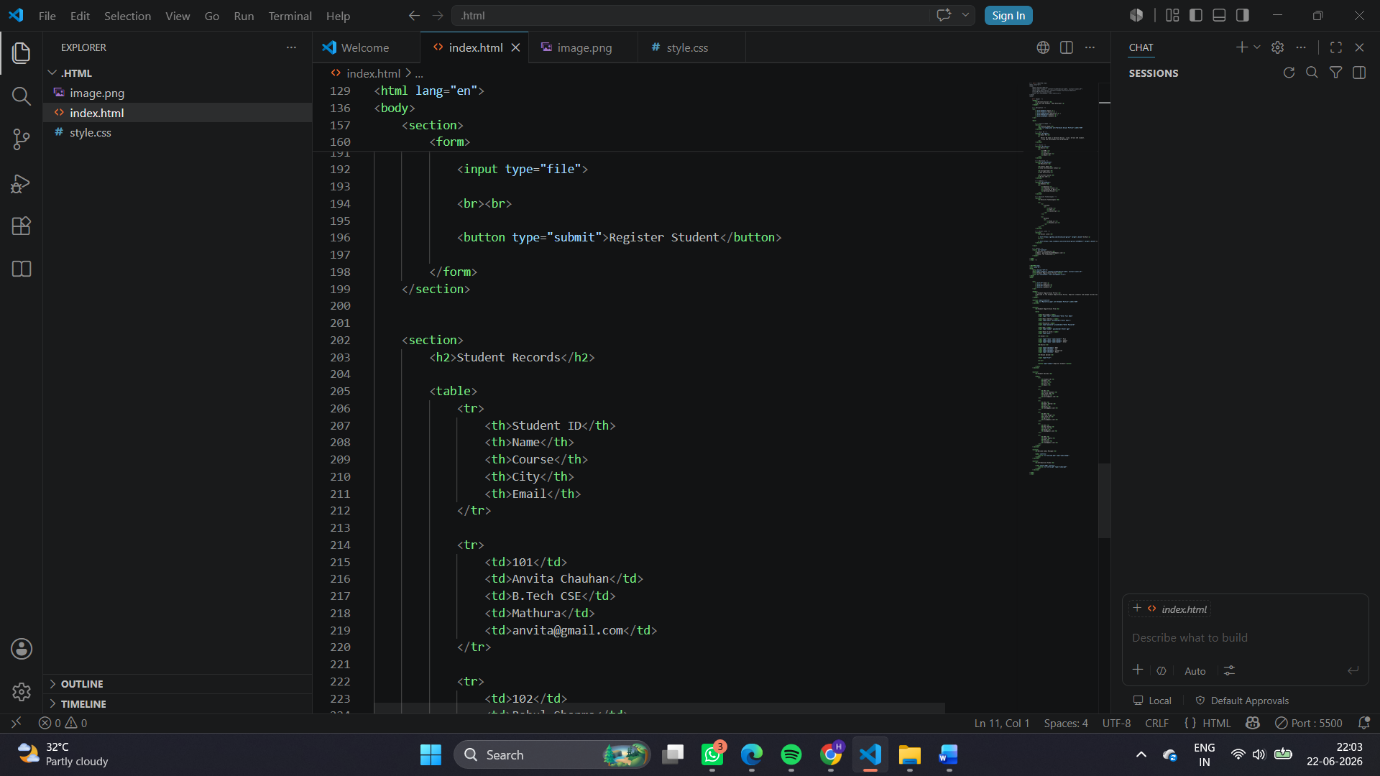 File Edit Selection View Go Run Terminal Help
.html
Sign In
EXPLORER
.HTML
image.png
index.html
style.css
OUTLINE
TIMELINE
Welcome
index.html
image.png
style.css
index.html > ...
129 <html lang="en">
136 <body>
157 <section>
160 <form>
191
192 <input type="file">
193
194 <br><br>
195
196 <button type="submit">Register Student</button>
197
198 </form>
199 </section>
200
201
202 <section>
203 <h2>Student Records</h2>
204
205 <table>
206 <tr>
207 <th>Student ID</th>
208 <th>Name</th>
209 <th>Course</th>
210 <th>City</th>
211 <th>Email</th>
212 </tr>
213
214 <tr>
215 <td>101</td>
216 <td>Anvita Chauhan</td>
217 <td>B.Tech CSE</td>
218 <td>Mathura</td>
219 <td>anvita@gmail.com</td>
220 </tr>
221
222 <tr>
223 <td>102</td>
CHAT
SESSIONS
index.html
Describe what to build
Auto
Local
Default Approvals
0 0
Ln 11, Col 1 Spaces: 4 UTF-8 CRLF {} HTML Port : 5500
32°C
Partly cloudy
Search
3
H
ENG
IN
22:03
22-06-2026